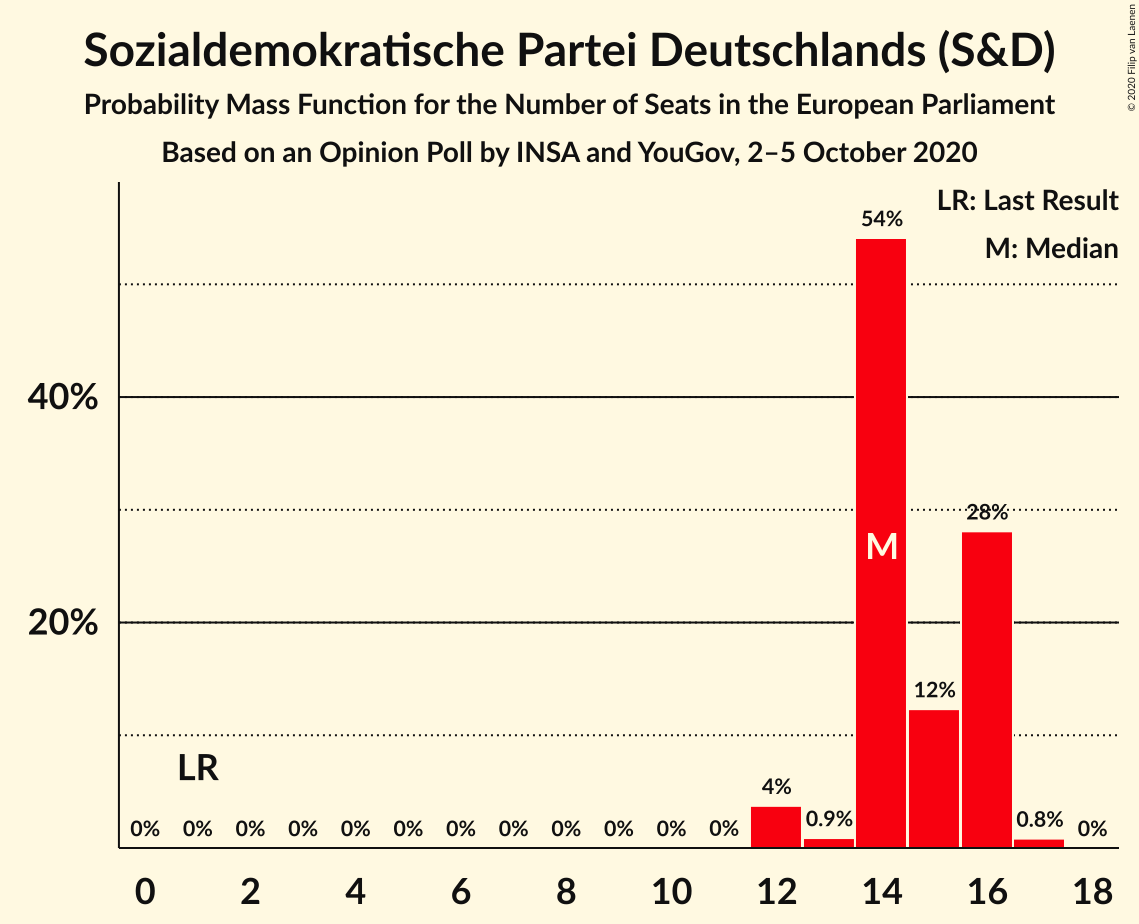 Sozialdemokratische Partei Deutschlands (S&D)
Probability Mass Function for the Number of Seats in the European Parliament
Based on an Opinion Poll by INSA and YouGov, 2–5 October 2020
© 2020 Filip van Laenen
LR: Last Result
M: Median
54%
40%
28%
M
20%
12%
LR
4%
0% 0% 0% 0% 0% 0% 0% 0% 0% 0% 0% 0% 0.9% 0.8% 0%
0 2 4 6 8 10 12 14 16 18